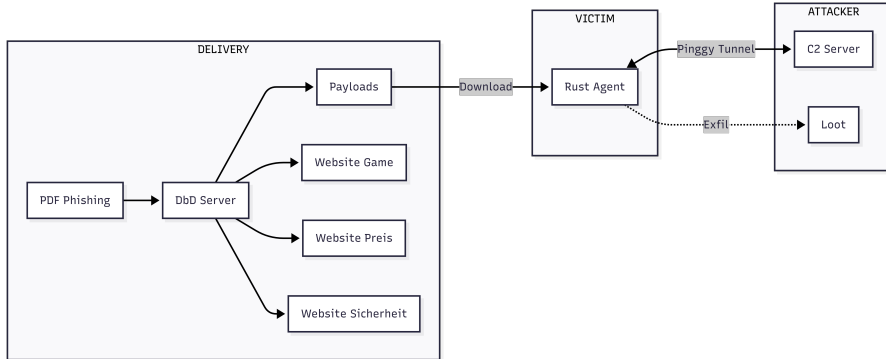 DELIVERY
PDF Phishing
DbD Server
Payloads
Website Game
Website Preis
Website Sicherheit
Download
VICTIM
Rust Agent
Pinggy Tunnel
Exfil
ATTACKER
C2 Server
Loot